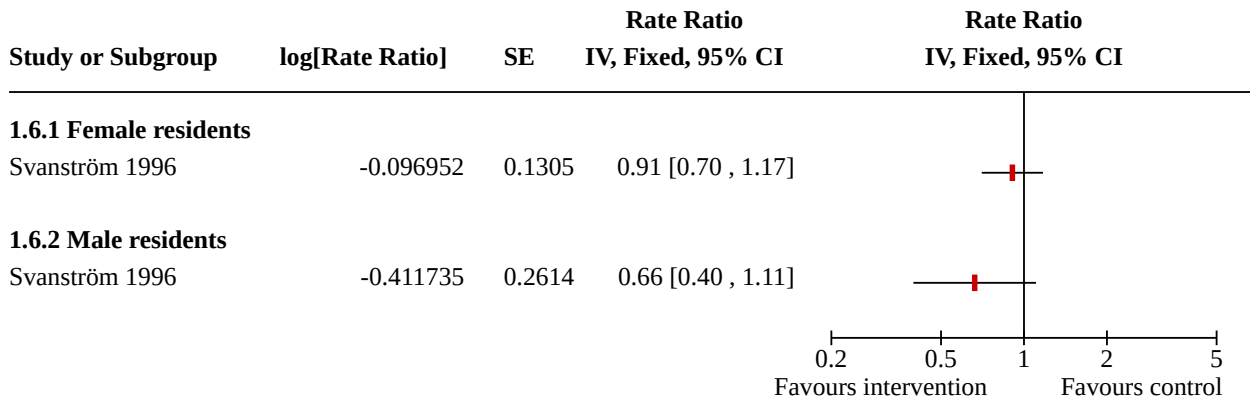 Rate Ratio Rate Ratio
Study or Subgroup log[Rate Ratio] SE IV, Fixed, 95% CI IV, Fixed, 95% CI
1.6.1 Female residents
Svanström 1996 -0.096952 0.1305 0.91 [0.70 , 1.17]
1.6.2 Male residents
Svanström 1996 -0.411735 0.2614 0.66 [0.40 , 1.11]
0.2 0.5 1 2 5
Favours intervention Favours control